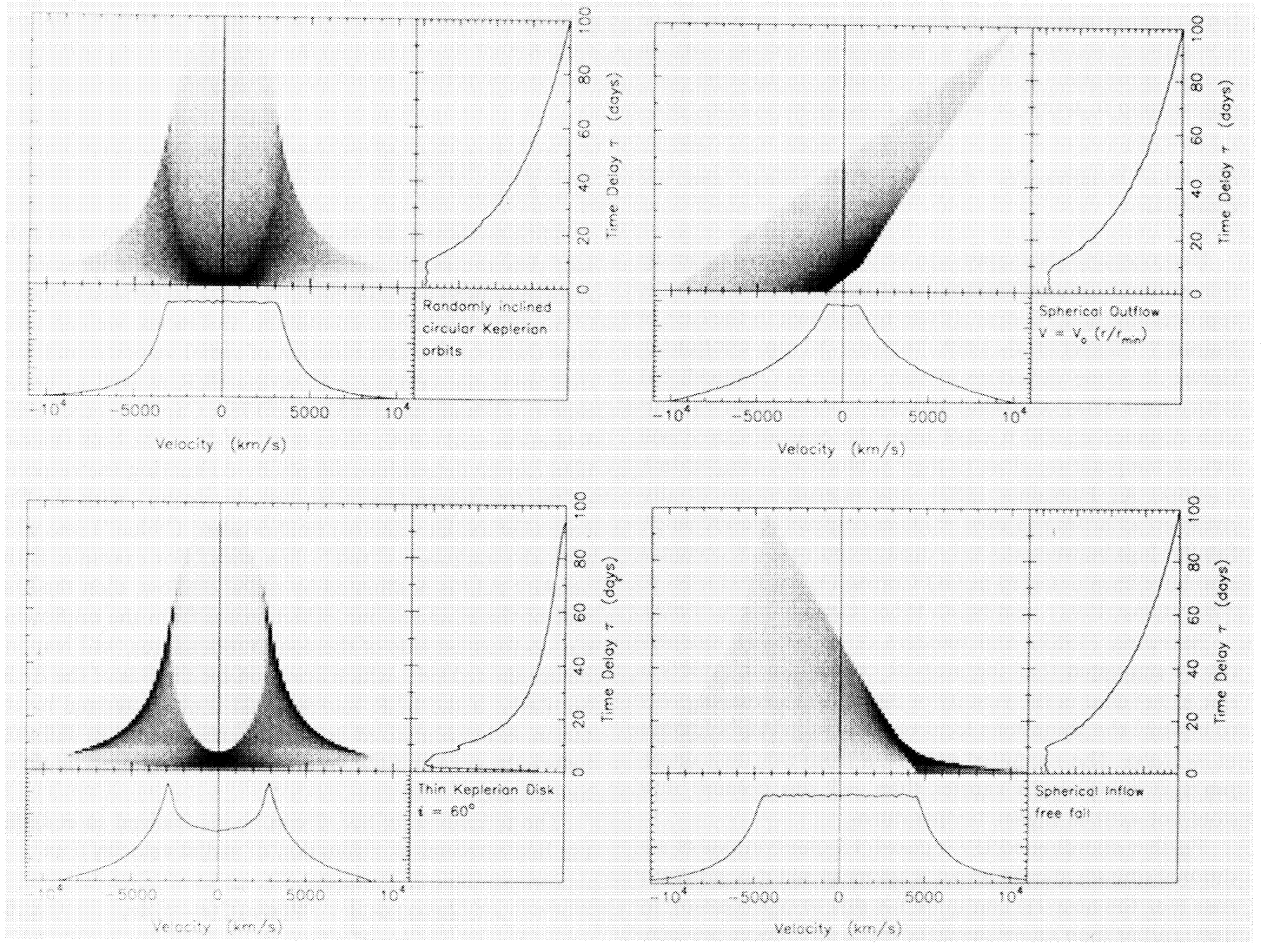 0 20 40 60 80 100
Time Delay τ (days)
Randomly inclined
circular Keplerian
orbits
−10⁴ −5000 0 5000 10⁴
Velocity (km/s)
0 20 40 60 80 100
Time Delay τ (days)
Spherical Outflow
V = Vₒ (r/r_min)
−10⁴ −5000 0 5000 10⁴
Velocity (km/s)
0 20 40 60 80 100
Time Delay τ (days)
Thin Keplerian Disk
i = 60°
−10⁴ −5000 0 5000 10⁴
Velocity (km/s)
0 20 40 60 80 100
Time Delay τ (days)
Spherical Inflow
free fall
−10⁴ −5000 0 5000 10⁴
Velocity (km/s)